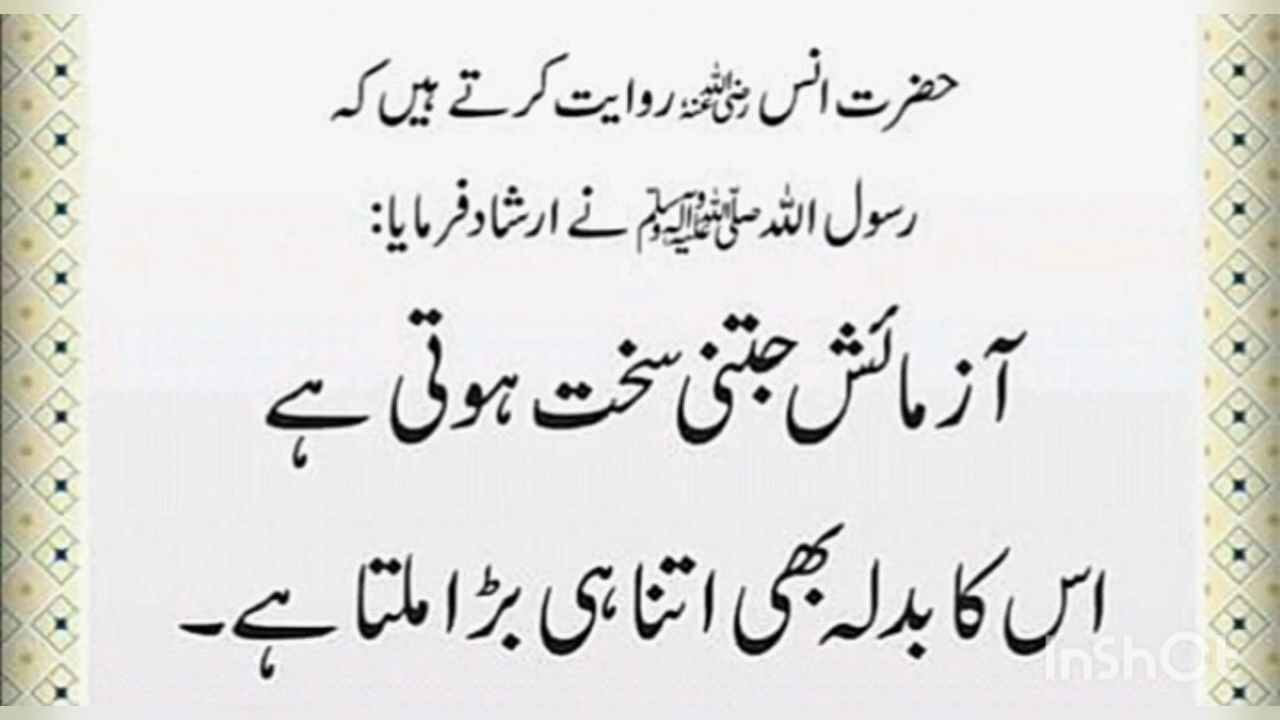 حضرت انس رضی اللہ عنہ روایت کرتے ہیں کہ
رسول اللہ صلی اللہ علیہ وآلہ وسلم نے ارشاد فرمایا:
آزمائش جتنی سخت ہوتی ہے
اس کا بدلہ بھی اتنا ہی بڑا ملتا ہے۔
InShOt